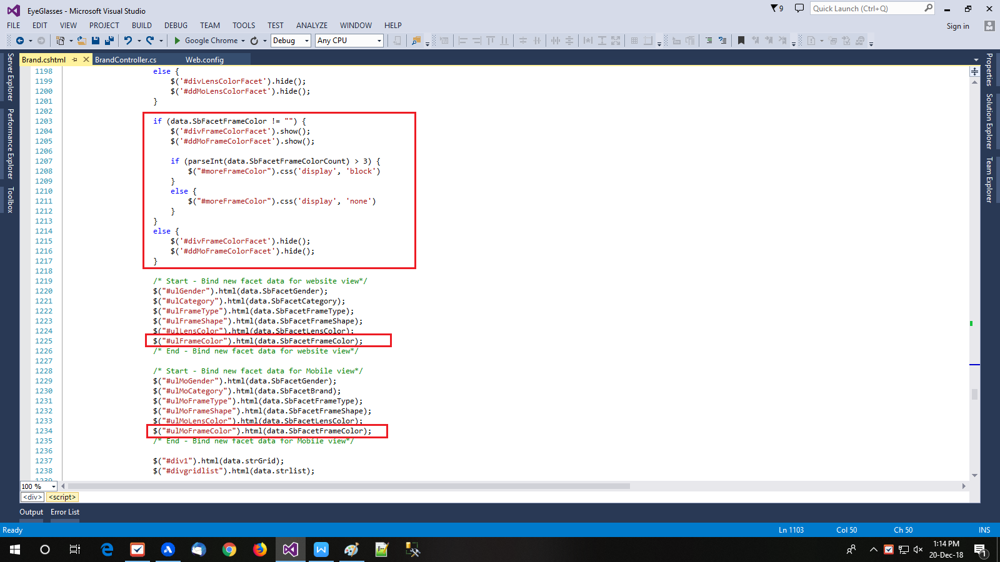 EyeGlasses - Microsoft Visual Studio
9
Quick Launch (Ctrl+Q)
FILE EDIT VIEW PROJECT BUILD DEBUG TEAM TOOLS TEST ANALYZE WINDOW HELP
Sign in
Google Chrome
Debug
Any CPU
Brand.cshtml
BrandController.cs
Web.config
Server Explorer
Performance Explorer
Toolbox
Properties
Solution Explorer
Team Explorer
1198 else {
1199 $('#divLensColorFacet').hide();
1200 $('#ddMoLensColorFacet').hide();
1201 }
1202
1203 if (data.SbFacetFrameColor != "") {
1204 $('#divFrameColorFacet').show();
1205 $('#ddMoFrameColorFacet').show();
1206
1207 if (parseInt(data.SbFacetFrameColorCount) > 3) {
1208 $("#moreFrameColor").css('display', 'block')
1209 }
1210 else {
1211 $("#moreFrameColor").css('display', 'none')
1212 }
1213 }
1214 else {
1215 $('#divFrameColorFacet').hide();
1216 $('#ddMoFrameColorFacet').hide();
1217 }
1218
1219 /* Start - Bind new facet data for website view*/
1220 $("#ulGender").html(data.SbFacetGender);
1221 $("#ulCategory").html(data.SbFacetCategory);
1222 $("#ulFrameType").html(data.SbFacetFrameType);
1223 $("#ulFrameShape").html(data.SbFacetFrameShape);
1224 $("#ulLensColor").html(data.SbFacetLensColor);
1225 $("#ulFrameColor").html(data.SbFacetFrameColor);
1226 /* End - Bind new facet data for website view*/
1227
1228 /* Start - Bind new facet data for Mobile view*/
1229 $("#ulMoGender").html(data.SbFacetGender);
1230 $("#ulMoCategory").html(data.SbFacetBrand);
1231 $("#ulMoFrameType").html(data.SbFacetFrameType);
1232 $("#ulMoFrameShape").html(data.SbFacetFrameShape);
1233 $("#ulMoLensColor").html(data.SbFacetLensColor);
1234 $("#ulMoFrameColor").html(data.SbFacetFrameColor);
1235 /* End - Bind new facet data for Mobile view*/
1236
1237 $("#div1").html(data.strGrid);
1238 $("#divgridlist").html(data.strlist);
1239
100 %
<div> <script>
Output Error List
Ready
Ln 1103 Col 50 Ch 50 INS
1:14 PM
20-Dec-18
1